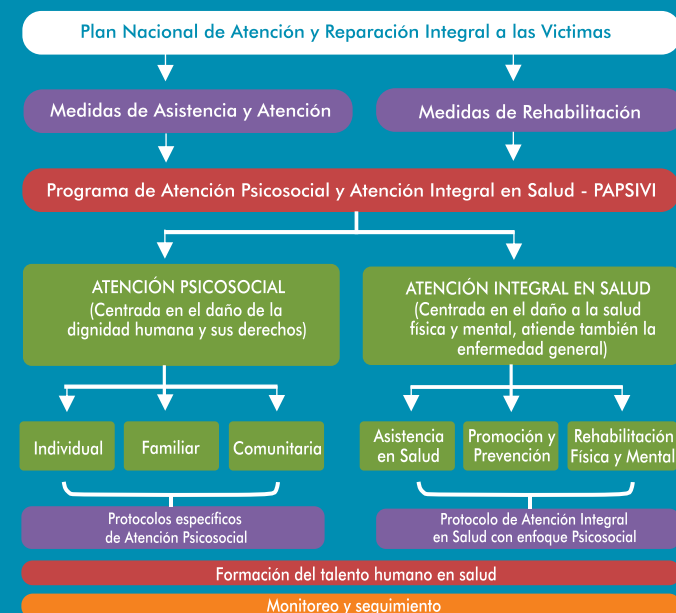 Plan Nacional de Atención y Reparación Integral a las Victimas
Medidas de Asistencia y Atención
Medidas de Rehabilitación
Programa de Atención Psicosocial y Atención Integral en Salud - PAPSIVI
ATENCIÓN PSICOSOCIAL
(Centrada en el daño de la
dignidad humana y sus derechos)
ATENCIÓN INTEGRAL EN SALUD
(Centrada en el daño a la salud
física y mental, atiende también la
enfermedad general)
Individual
Familiar
Comunitaria
Asistencia
en Salud
Promoción y
Prevención
Rehabilitación
Física y Mental
Protocolos específicos
de Atención Psicosocial
Protocolo de Atención Integral
en Salud con enfoque Psicosocial
Formación del talento humano en salud
Monitoreo y seguimiento